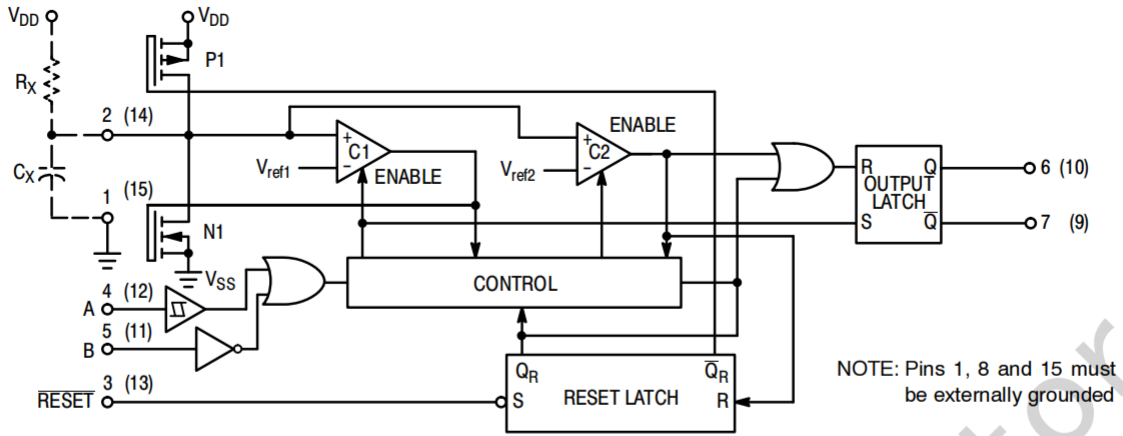 VDD
VDD
P1
RX
2 (14)
CX
1 (15)
N1
VSS
+
C1
−
Vref1
ENABLE
+
C2
−
Vref2
ENABLE
R Q
OUTPUT
LATCH
S Q̅
6 (10)
7 (9)
CONTROL
4 (12)
A
5 (11)
B
3 (13)
R̅E̅S̅E̅T̅
QR Q̅R
S RESET LATCH R
NOTE: Pins 1, 8 and 15 must
be externally grounded